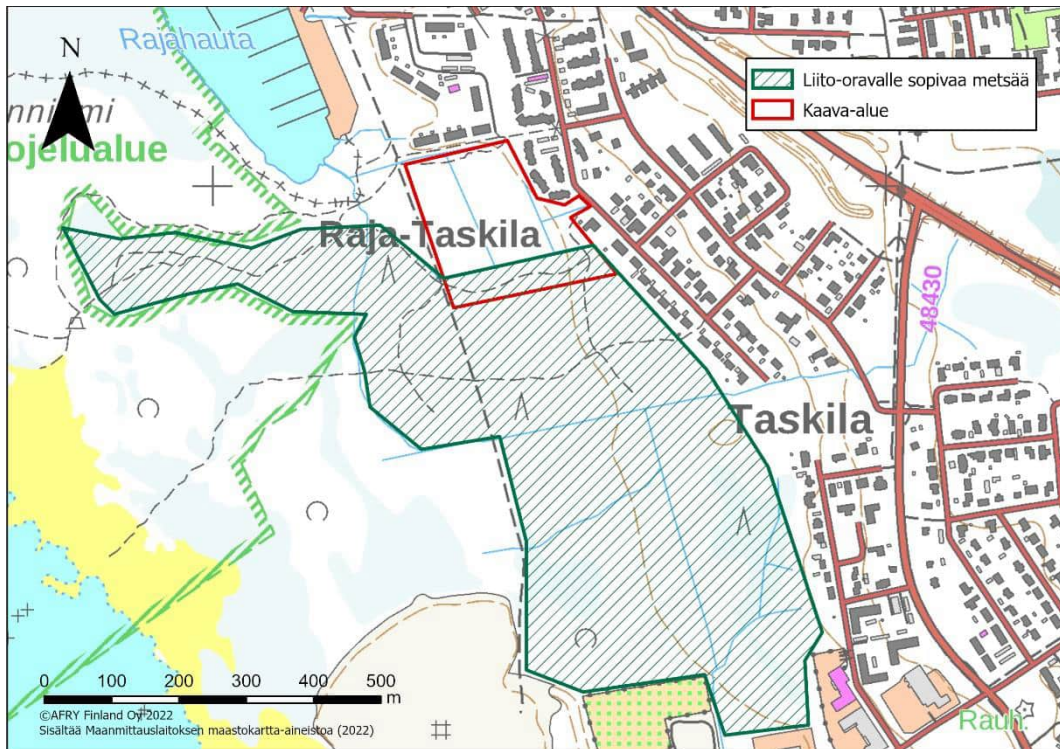 N
Rajahauta
nniemi
ojelualue
Liito-oravalle sopivaa metsää
Kaava-alue
Raja-Taskila
48430
Taskila
0 100 200 300 400 500
m
©AFRY Finland Oy 2022
Sisältää Maanmittauslaitoksen maastokartta-aineistoa (2022)
Rauh.